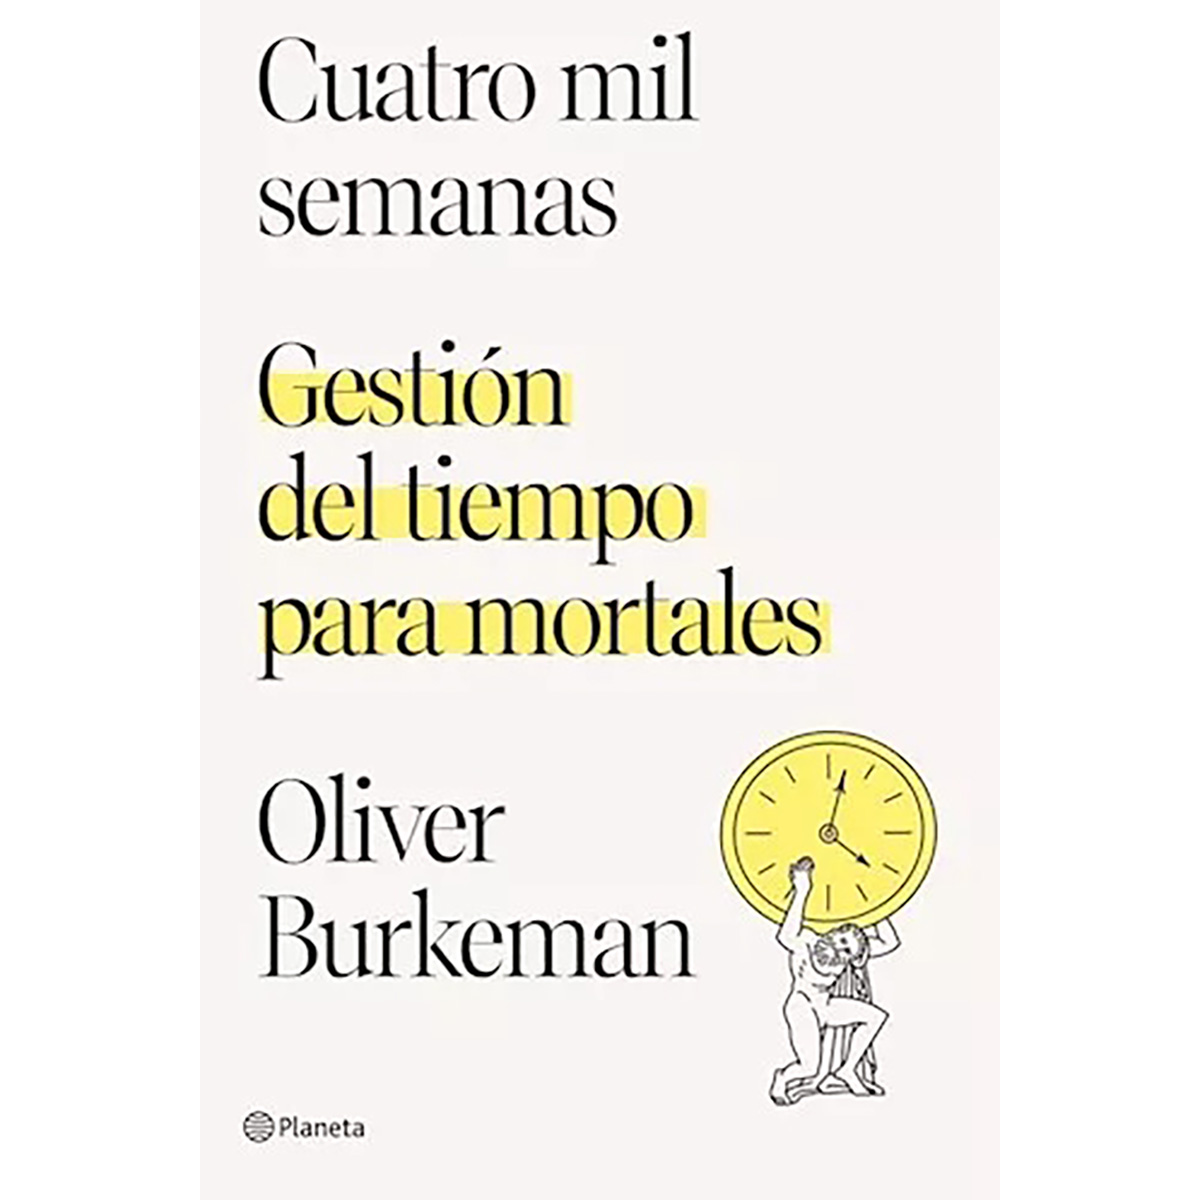 Cuatro mil
semanas
Gestión
del tiempo
para mortales
Oliver
Burkeman
Planeta